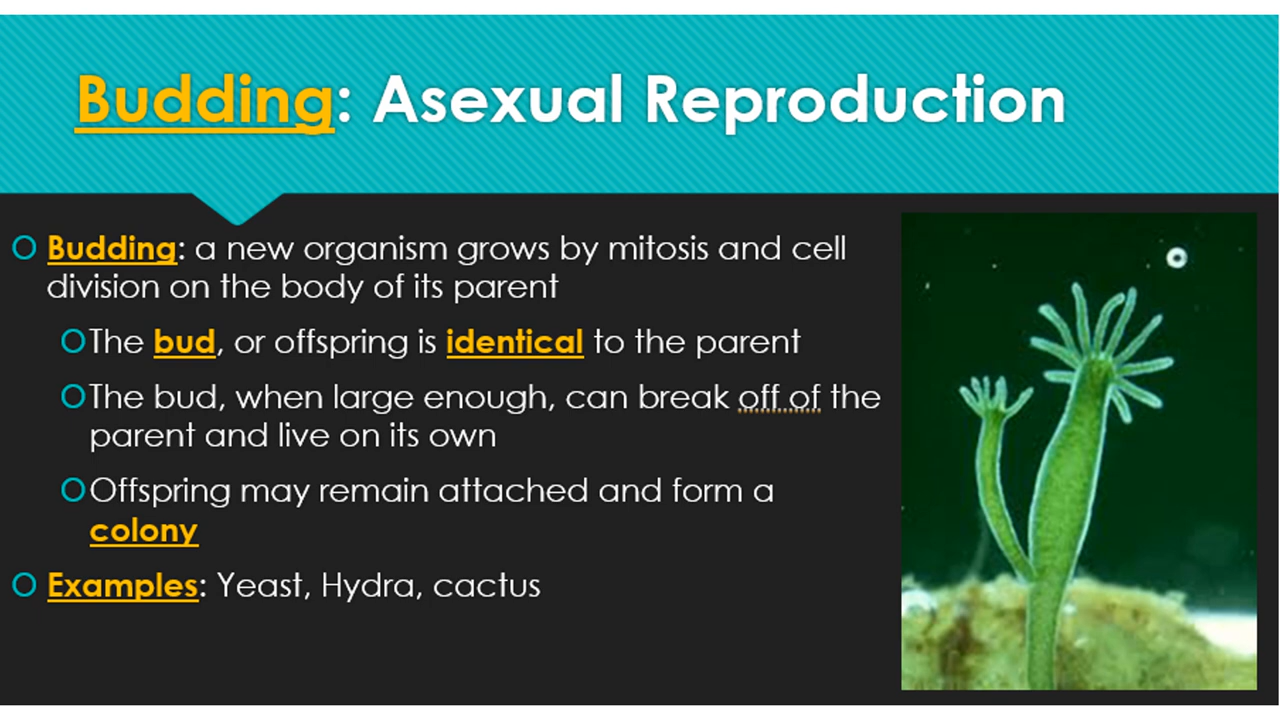 Budding: Asexual Reproduction
Budding: a new organism grows by mitosis and cell
division on the body of its parent
The bud, or offspring is identical to the parent
The bud, when large enough, can break off of the
parent and live on its own
Offspring may remain attached and form a
colony
Examples: Yeast, Hydra, cactus